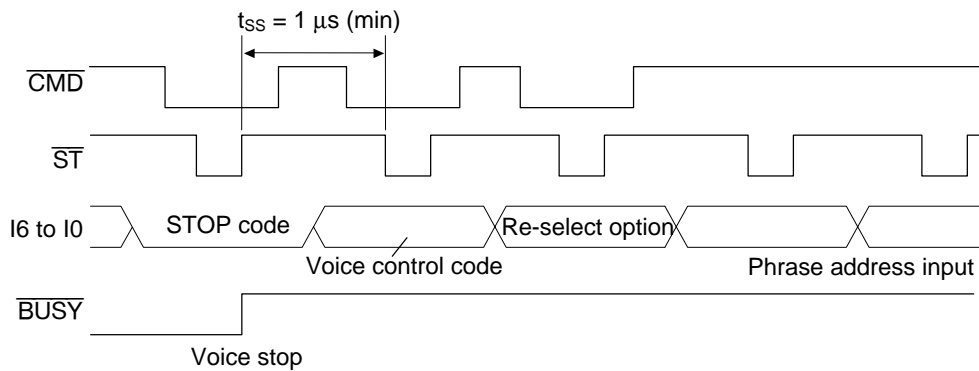 tSS = 1 μs (min)
CMD
ST
I6 to I0
STOP code
Re-select option
Voice control code
Phrase address input
BUSY
Voice stop